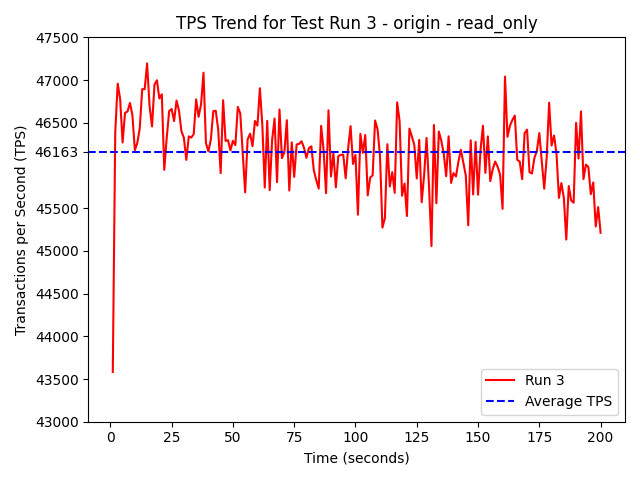 TPS Trend for Test Run 3 - origin - read_only
Transactions per Second (TPS)
47500
47000
46500
46163
45500
45000
44500
44000
43500
43000
0 25 50 75 100 125 150 175 200
Time (seconds)
Run 3
Average TPS